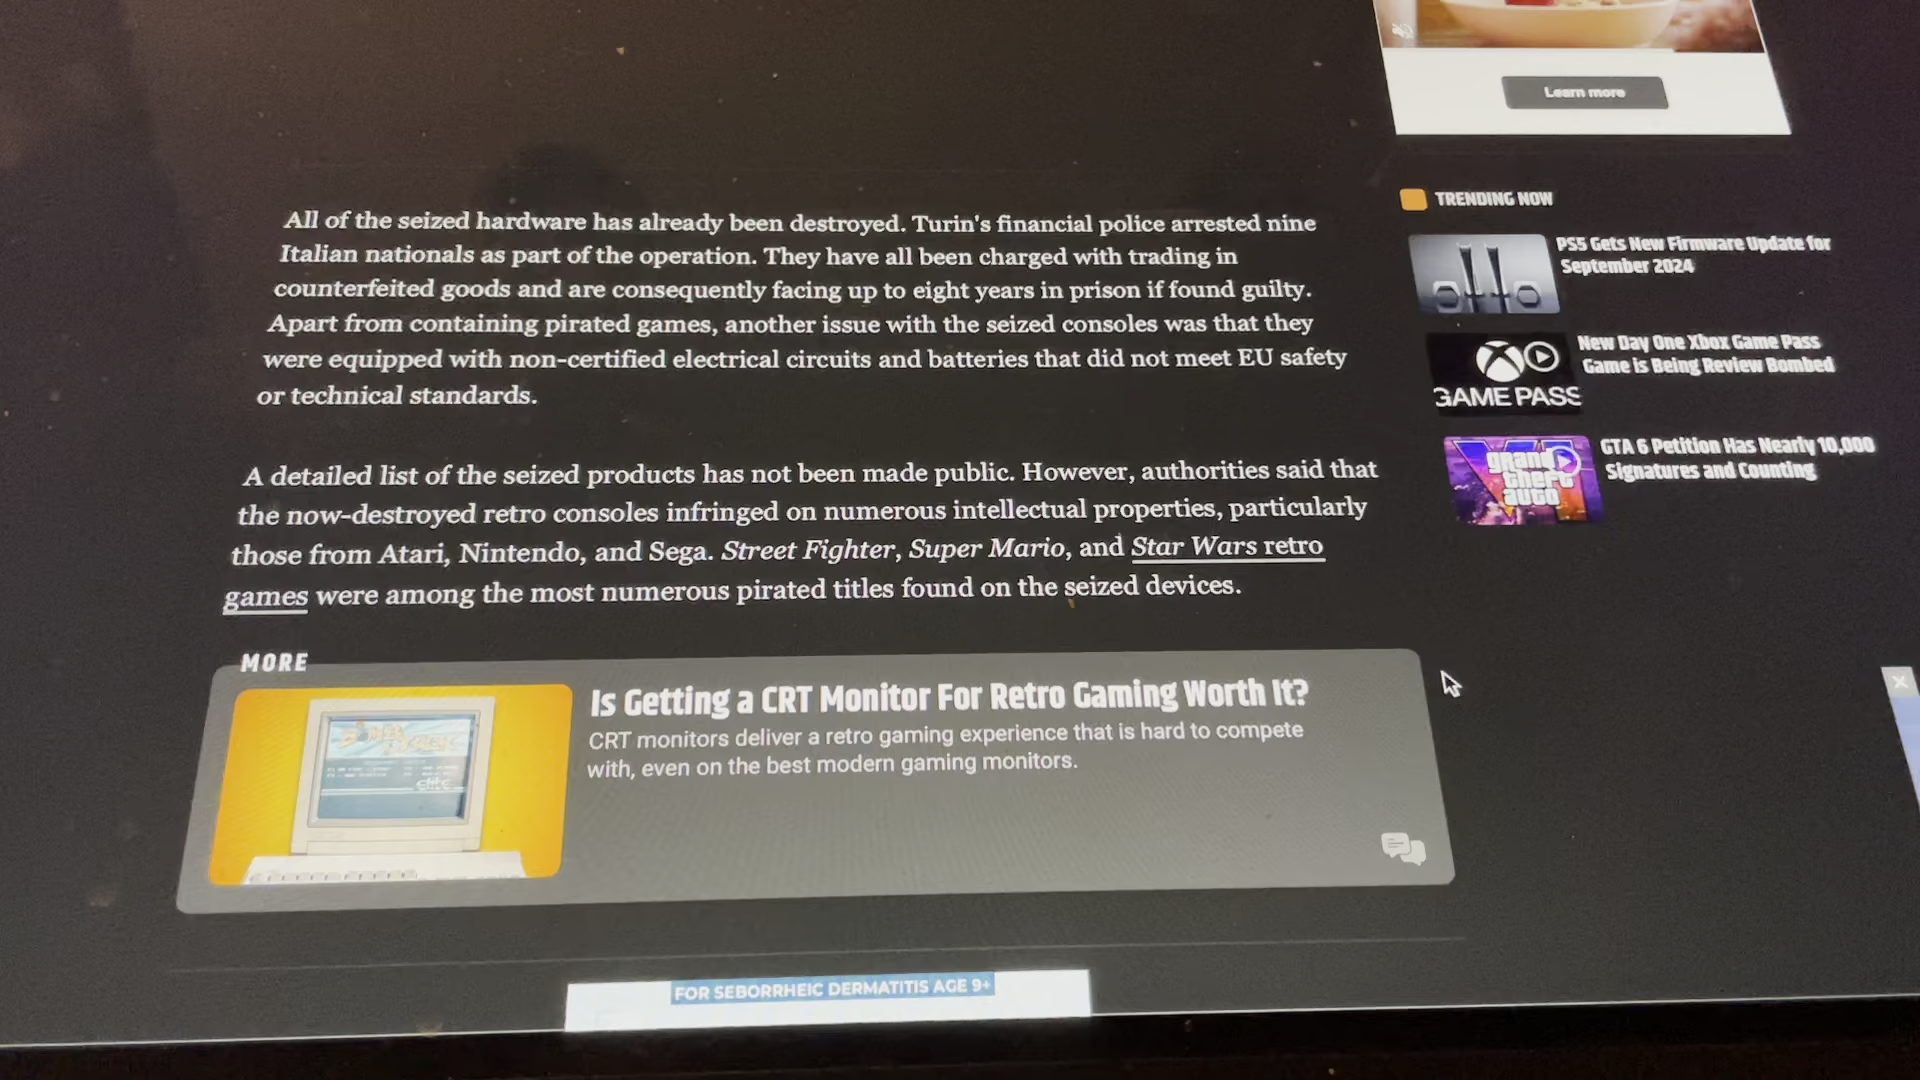 Learn more
All of the seized hardware has already been destroyed. Turin's financial police arrested nine
Italian nationals as part of the operation. They have all been charged with trading in
counterfeited goods and are consequently facing up to eight years in prison if found guilty.
Apart from containing pirated games, another issue with the seized consoles was that they
were equipped with non-certified electrical circuits and batteries that did not meet EU safety
or technical standards.
A detailed list of the seized products has not been made public. However, authorities said that
the now-destroyed retro consoles infringed on numerous intellectual properties, particularly
those from Atari, Nintendo, and Sega. Street Fighter, Super Mario, and Star Wars retro
games were among the most numerous pirated titles found on the seized devices.
MORE
Is Getting a CRT Monitor For Retro Gaming Worth It?
CRT monitors deliver a retro gaming experience that is hard to compete
with, even on the best modern gaming monitors.
elite
TRENDING NOW
PS5 Gets New Firmware Update for
September 2024
GAME PASS
New Day One Xbox Game Pass
Game is Being Review Bombed
grand
theft
auto
VI
GTA 6 Petition Has Nearly 10,000
Signatures and Counting
FOR SEBORRHEIC DERMATITIS AGE 9+